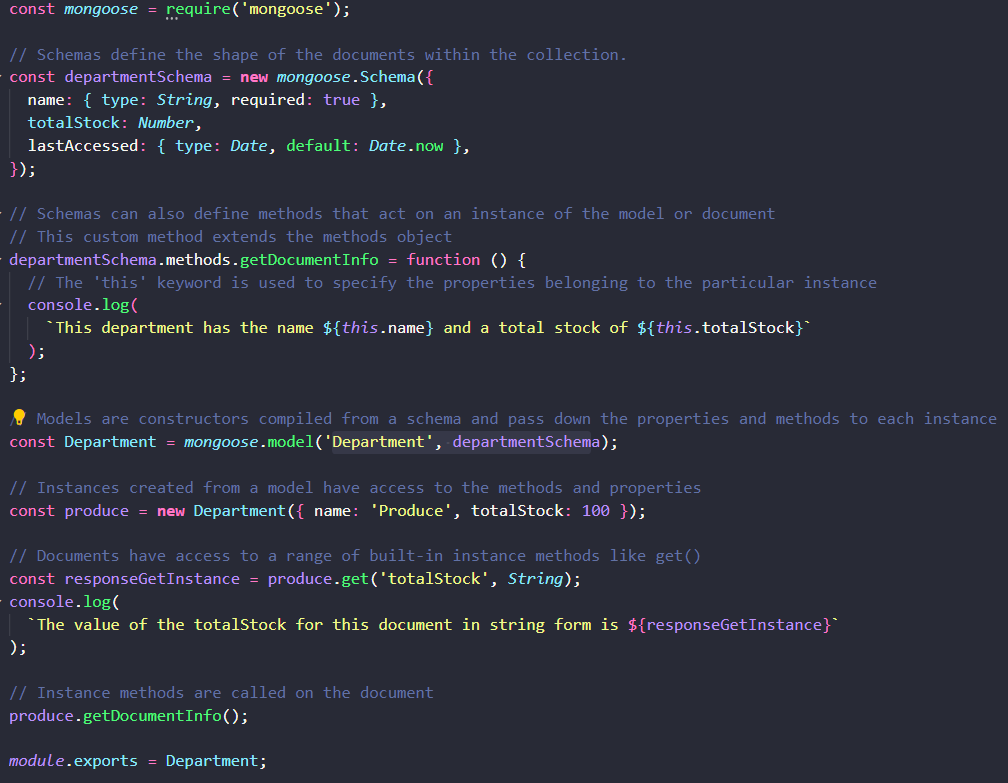 const mongoose = require('mongoose');
// Schemas define the shape of the documents within the collection.
const departmentSchema = new mongoose.Schema({
  name: { type: String, required: true },
  totalStock: Number,
  lastAccessed: { type: Date, default: Date.now },
});
// Schemas can also define methods that act on an instance of the model or document
// This custom method extends the methods object
departmentSchema.methods.getDocumentInfo = function () {
  // The 'this' keyword is used to specify the properties belonging to the particular instance
  console.log(
    `This department has the name ${this.name} and a total stock of ${this.totalStock}`
  );
};
Models are constructors compiled from a schema and pass down the properties and methods to each instance
const Department = mongoose.model('Department', departmentSchema);
// Instances created from a model have access to the methods and properties
const produce = new Department({ name: 'Produce', totalStock: 100 });
// Documents have access to a range of built-in instance methods like get()
const responseGetInstance = produce.get('totalStock', String);
console.log(
  `The value of the totalStock for this document in string form is ${responseGetInstance}`
);
// Instance methods are called on the document
produce.getDocumentInfo();
module.exports = Department;